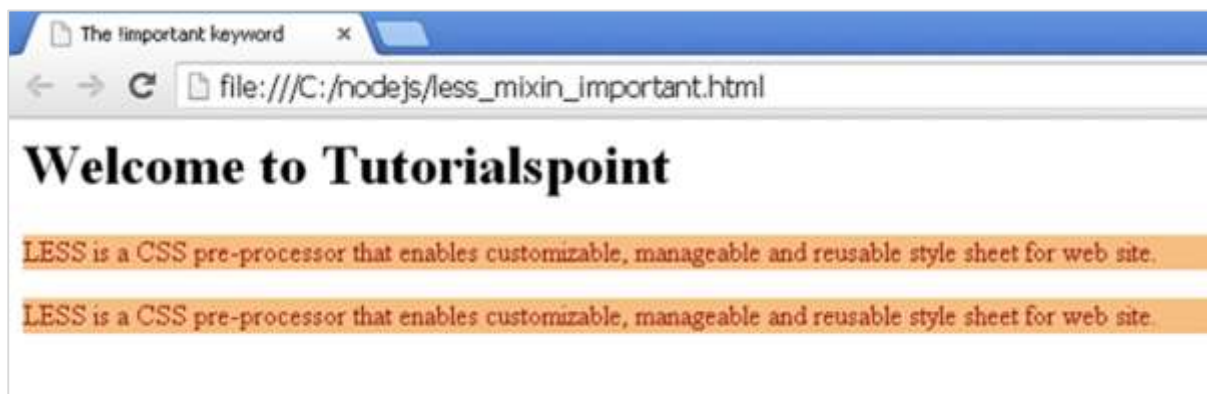 The !important keyword ×
file:///C:/nodejs/less_mixin_important.html
Welcome to Tutorialspoint
LESS is a CSS pre-processor that enables customizable, manageable and reusable style sheet for web site.
LESS is a CSS pre-processor that enables customizable, manageable and reusable style sheet for web site.